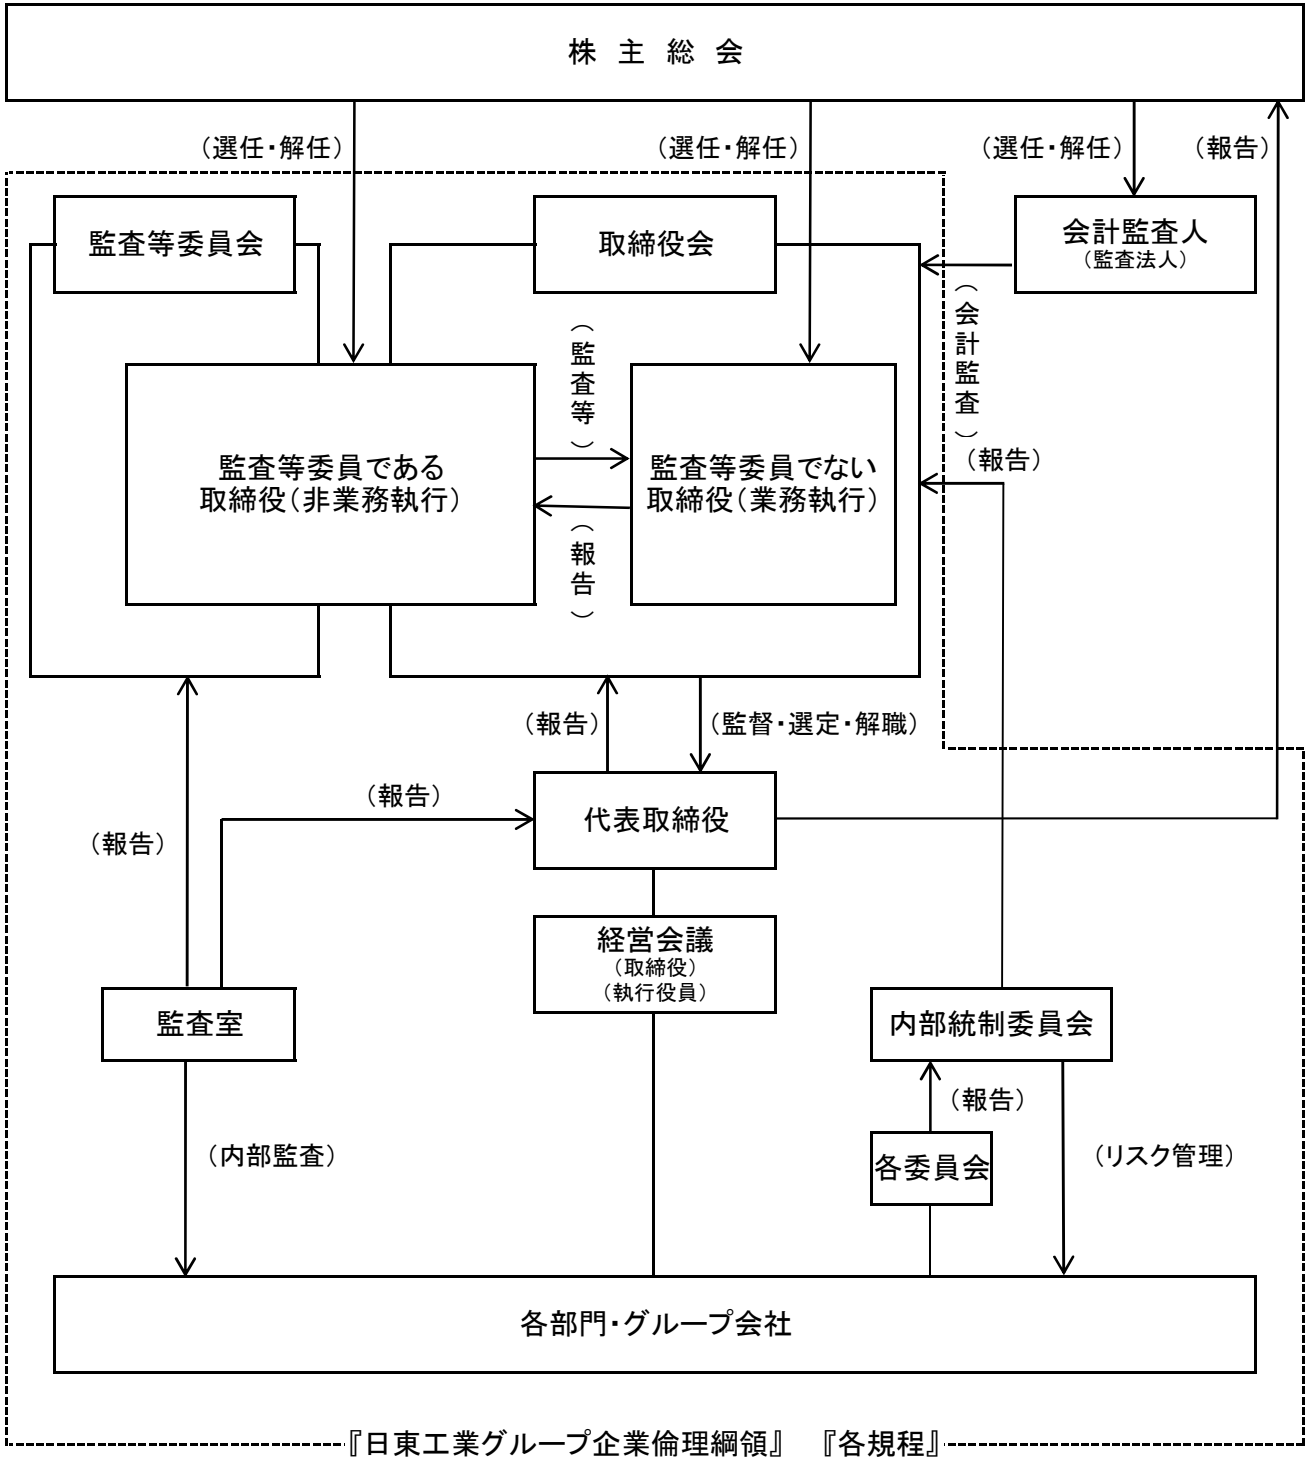 株 主 総 会
（選任・解任）
（選任・解任）
（選任・解任）
（報告）
監査等委員会
取締役会
会計監査人
（監査法人）
（会計監査）
（監査等）
（報告）
監査等委員である
取締役（非業務執行）
監査等委員でない
取締役（業務執行）
（報告）
（報告）
（監督・選定・解職）
（報告）
代表取締役
（報告）
経営会議
（取締役）
（執行役員）
監査室
内部統制委員会
（報告）
（内部監査）
各委員会
（リスク管理）
各部門・グループ会社
『日東工業グループ企業倫理綱領』 『各規程』